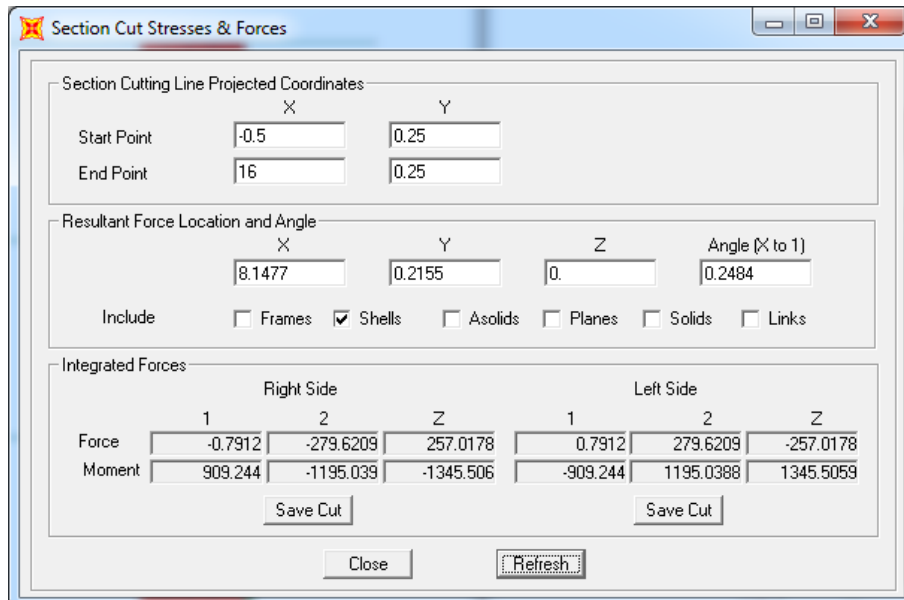 Section Cut Stresses & Forces
Section Cutting Line Projected Coordinates
X Y
Start Point -0.5 0.25
End Point 16 0.25
Resultant Force Location and Angle
X Y Z Angle (X to 1)
8.1477 0.2155 0. 0.2484
Include Frames Shells Asolids Planes Solids Links
Integrated Forces
Right Side Left Side
1 2 Z 1 2 Z
Force -0.7912 -279.6209 257.0178 0.7912 279.6209 -257.0178
Moment 909.244 -1195.039 -1345.506 -909.244 1195.0388 1345.5059
Save Cut Save Cut
Close Refresh